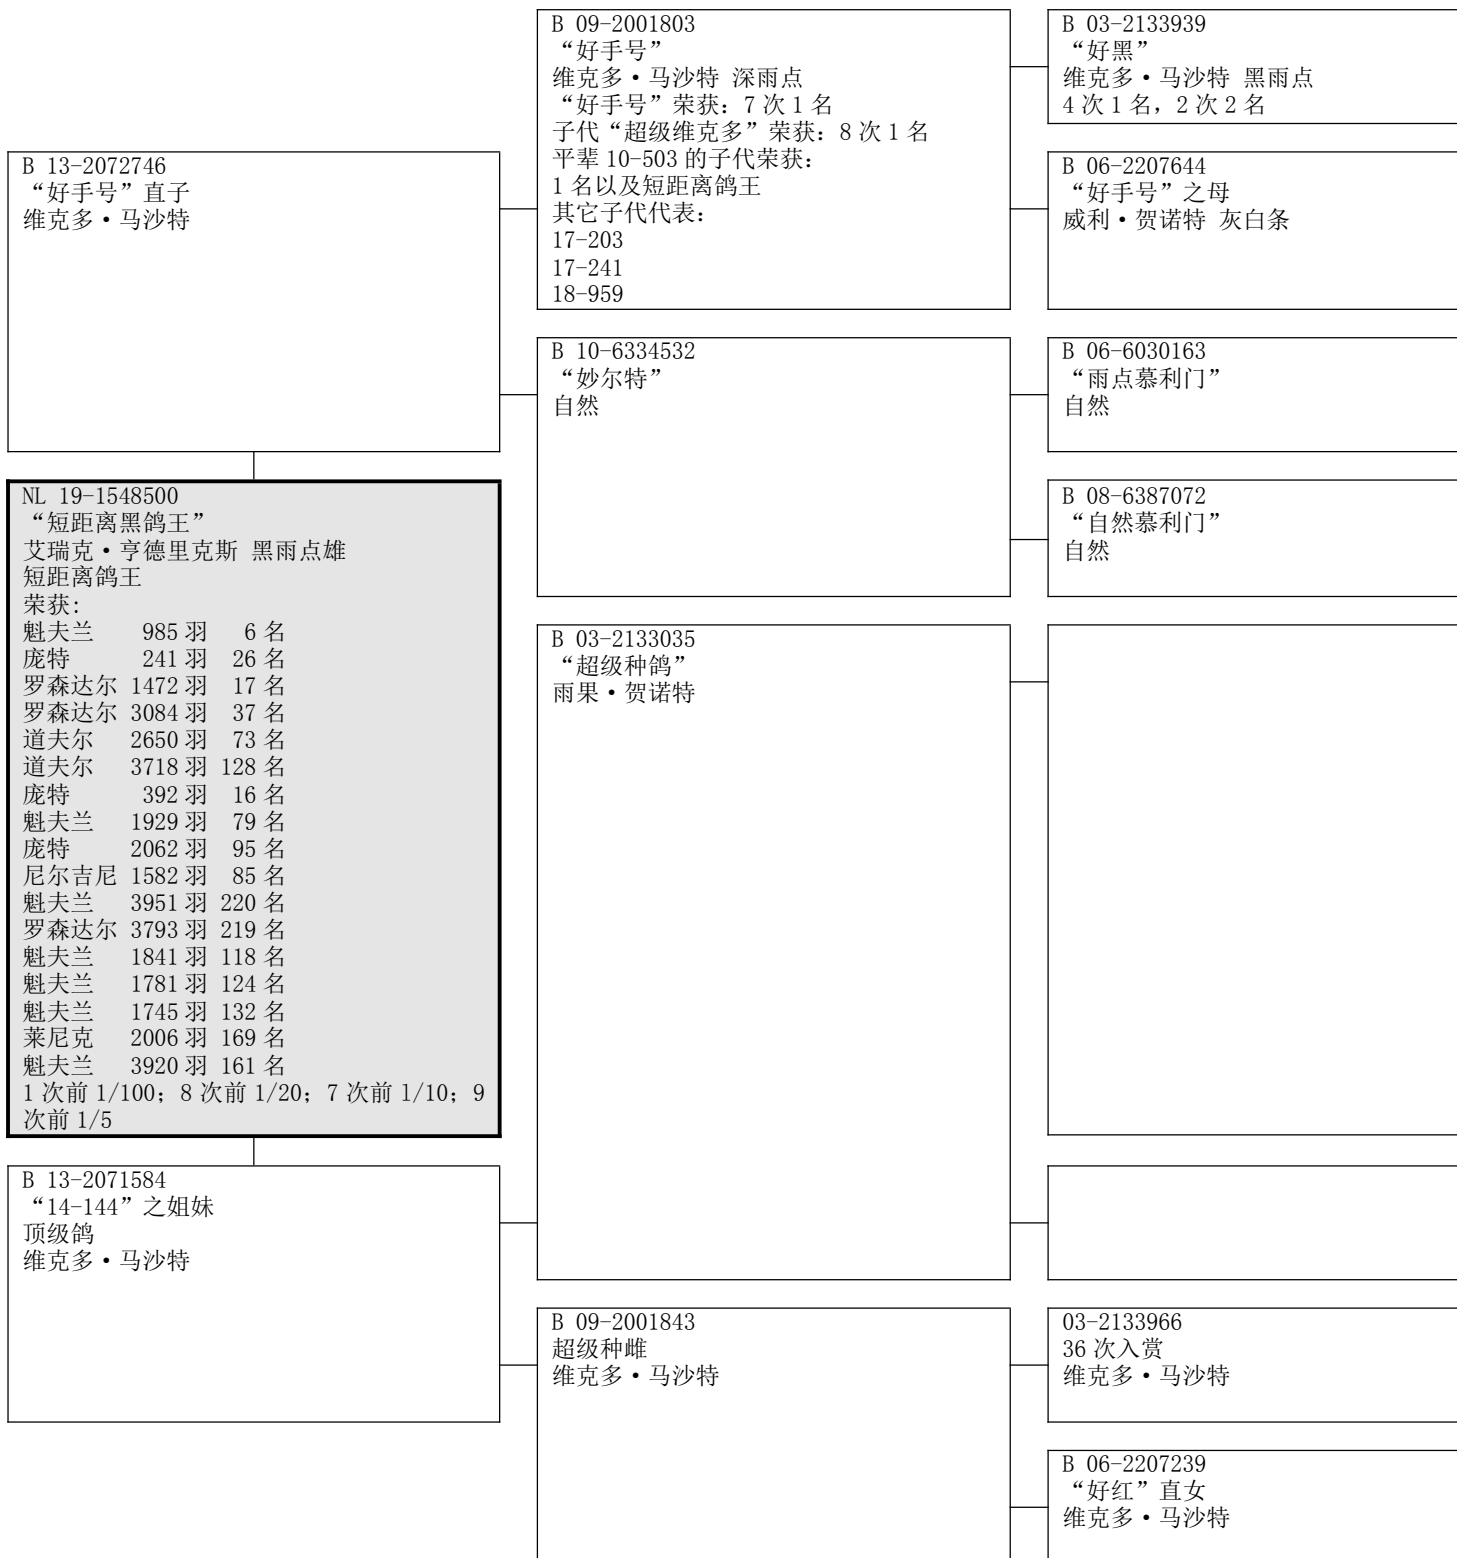 B 13-2072746
“好手号”直子
维克多·马沙特
NL 19-1548500
“短距离黑鸽王”
艾瑞克·亨德里克斯 黑雨点雄
短距离鸽王
荣获:
魁夫兰 985 羽 6 名
庞特 241 羽 26 名
罗森达尔 1472 羽 17 名
罗森达尔 3084 羽 37 名
道夫尔 2650 羽 73 名
道夫尔 3718 羽 128 名
庞特 392 羽 16 名
魁夫兰 1929 羽 79 名
庞特 2062 羽 95 名
尼尔吉尼 1582 羽 85 名
魁夫兰 3951 羽 220 名
罗森达尔 3793 羽 219 名
魁夫兰 1841 羽 118 名
魁夫兰 1781 羽 124 名
魁夫兰 1745 羽 132 名
莱尼克 2006 羽 169 名
魁夫兰 3920 羽 161 名
1 次前 1/100；8 次前 1/20；7 次前 1/10；9
次前 1/5
B 13-2071584
“14-144”之姐妹
顶级鸽
维克多·马沙特
B 09-2001803
“好手号”
维克多·马沙特 深雨点
“好手号”荣获：7 次 1 名
子代“超级维克多”荣获：8 次 1 名
平辈 10-503 的子代荣获：
1 名以及短距离鸽王
其它子代代表：
17-203
17-241
18-959
B 10-6334532
“妙尔特”
自然
B 03-2133035
“超级种鸽”
雨果·贺诺特
B 09-2001843
超级种雌
维克多·马沙特
B 03-2133939
“好黑”
维克多·马沙特 黑雨点
4 次 1 名，2 次 2 名
B 06-2207644
“好手号”之母
威利·贺诺特 灰白条
B 06-6030163
“雨点慕利门”
自然
B 08-6387072
“自然慕利门”
自然
03-2133966
36 次入赏
维克多·马沙特
B 06-2207239
“好红”直女
维克多·马沙特